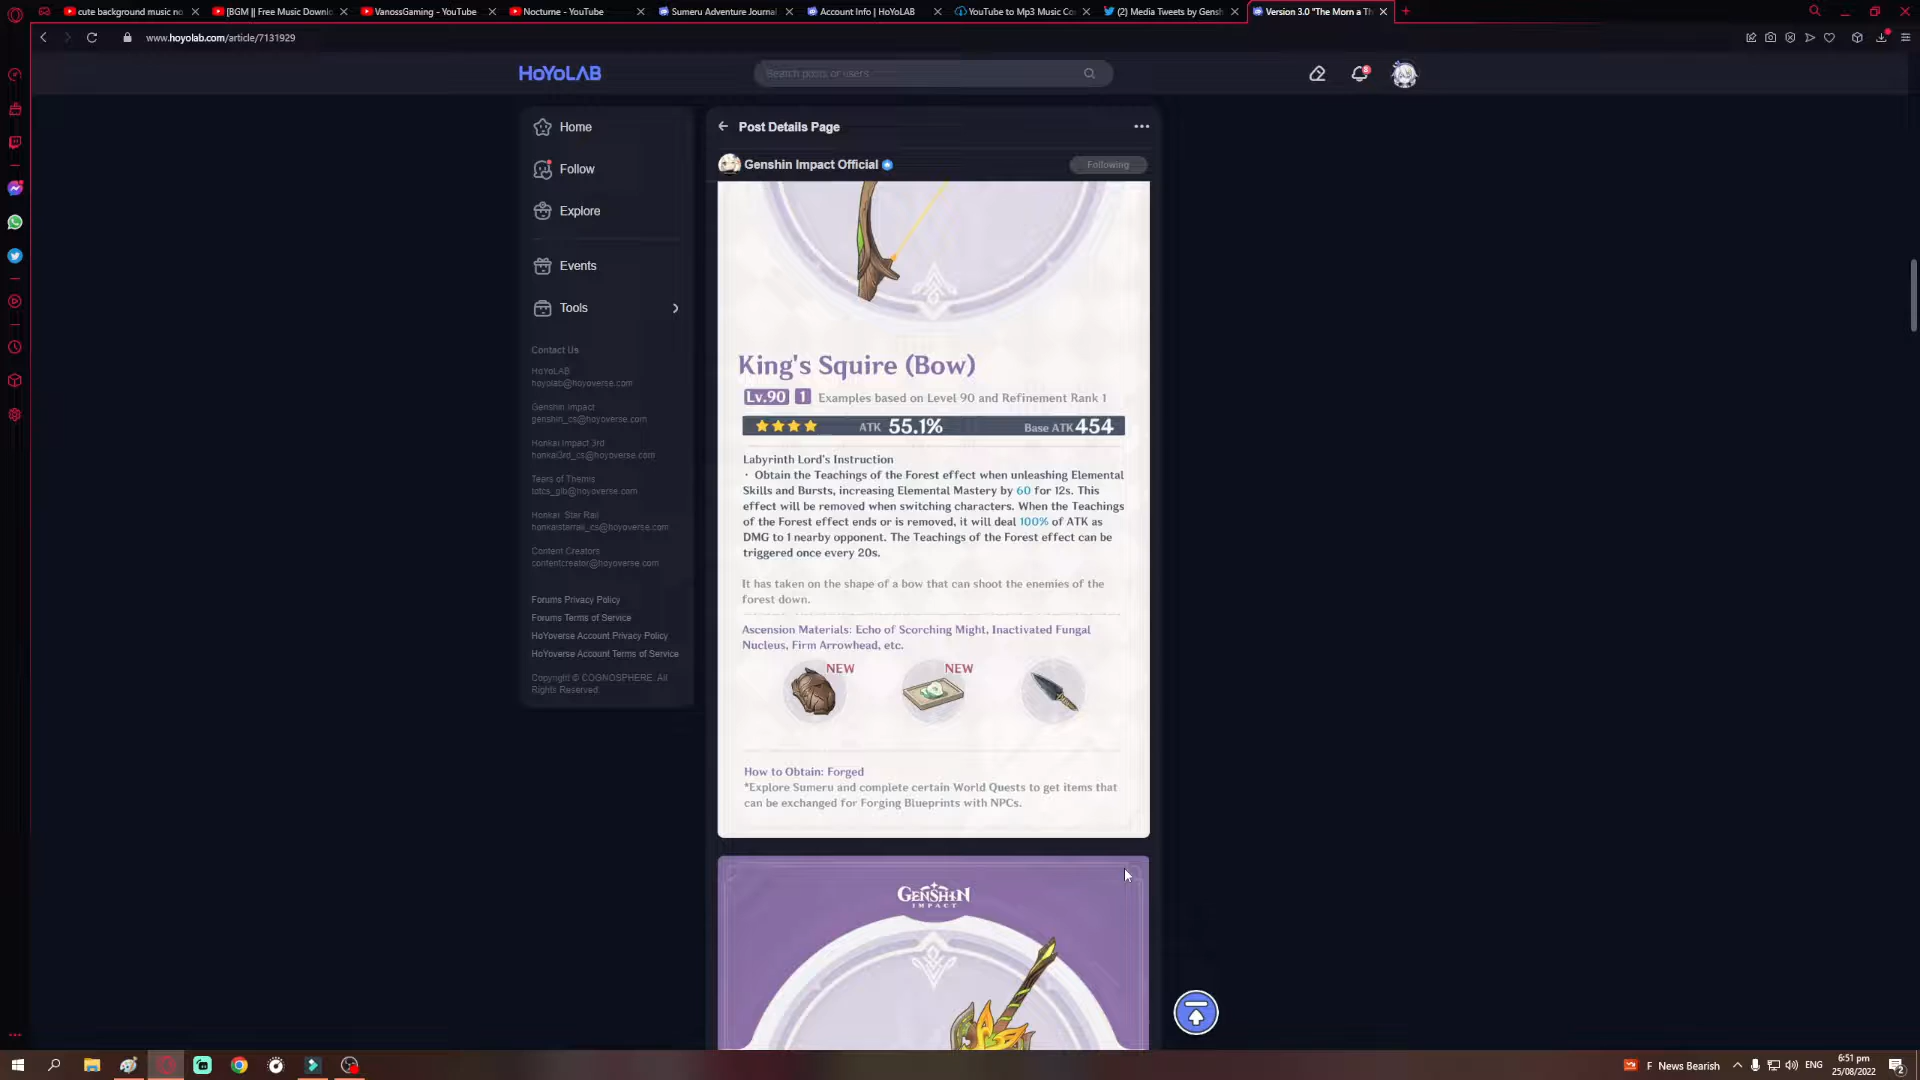 cute background music no
[BGM || Free Music Downlo
VanossGaming - YouTube
Nocturne - YouTube
Sumeru Adventure Journal
Account Info | HoYoLAB
YouTube to Mp3 Music Co
(2) Media Tweets by Gensh
Version 3.0 "The Morn a Th
www.hoyolab.com/article/7131929
HoYoLAB
Search posts or users
Home
Follow
Explore
Events
Tools
Contact Us
HoYoLAB
hoyolab@hoyoverse.com
Genshin Impact
genshin_cs@hoyoverse.com
Honkai Impact 3rd
honkai3rd_cs@hoyoverse.com
Tears of Themis
totcs_glb@hoyoverse.com
Honkai: Star Rail
honkaistarrail_cs@hoyoverse.com
Content Creators
contentcreator@hoyoverse.com
Forums Privacy Policy
Forums Terms of Service
HoYoverse Account Privacy Policy
HoYoverse Account Terms of Service
Copyright © COGNOSPHERE. All
Rights Reserved.
Post Details Page
Genshin Impact Official
Following
King's Squire (Bow)
Lv.90 1 Examples based on Level 90 and Refinement Rank 1
ATK 55.1% Base ATK 454
Labyrinth Lord's Instruction
· Obtain the Teachings of the Forest effect when unleashing Elemental
Skills and Bursts, increasing Elemental Mastery by 60 for 12s. This
effect will be removed when switching characters. When the Teachings
of the Forest effect ends or is removed, it will deal 100% of ATK as
DMG to 1 nearby opponent. The Teachings of the Forest effect can be
triggered once every 20s.
It has taken on the shape of a bow that can shoot the enemies of the
forest down.
Ascension Materials: Echo of Scorching Might, Inactivated Fungal
Nucleus, Firm Arrowhead, etc.
NEW
NEW
How to Obtain: Forged
*Explore Sumeru and complete certain World Quests to get items that
can be exchanged for Forging Blueprints with NPCs.
GENSHIN
IMPACT
F News Bearish
ENG
6:51 pm
25/08/2022
2